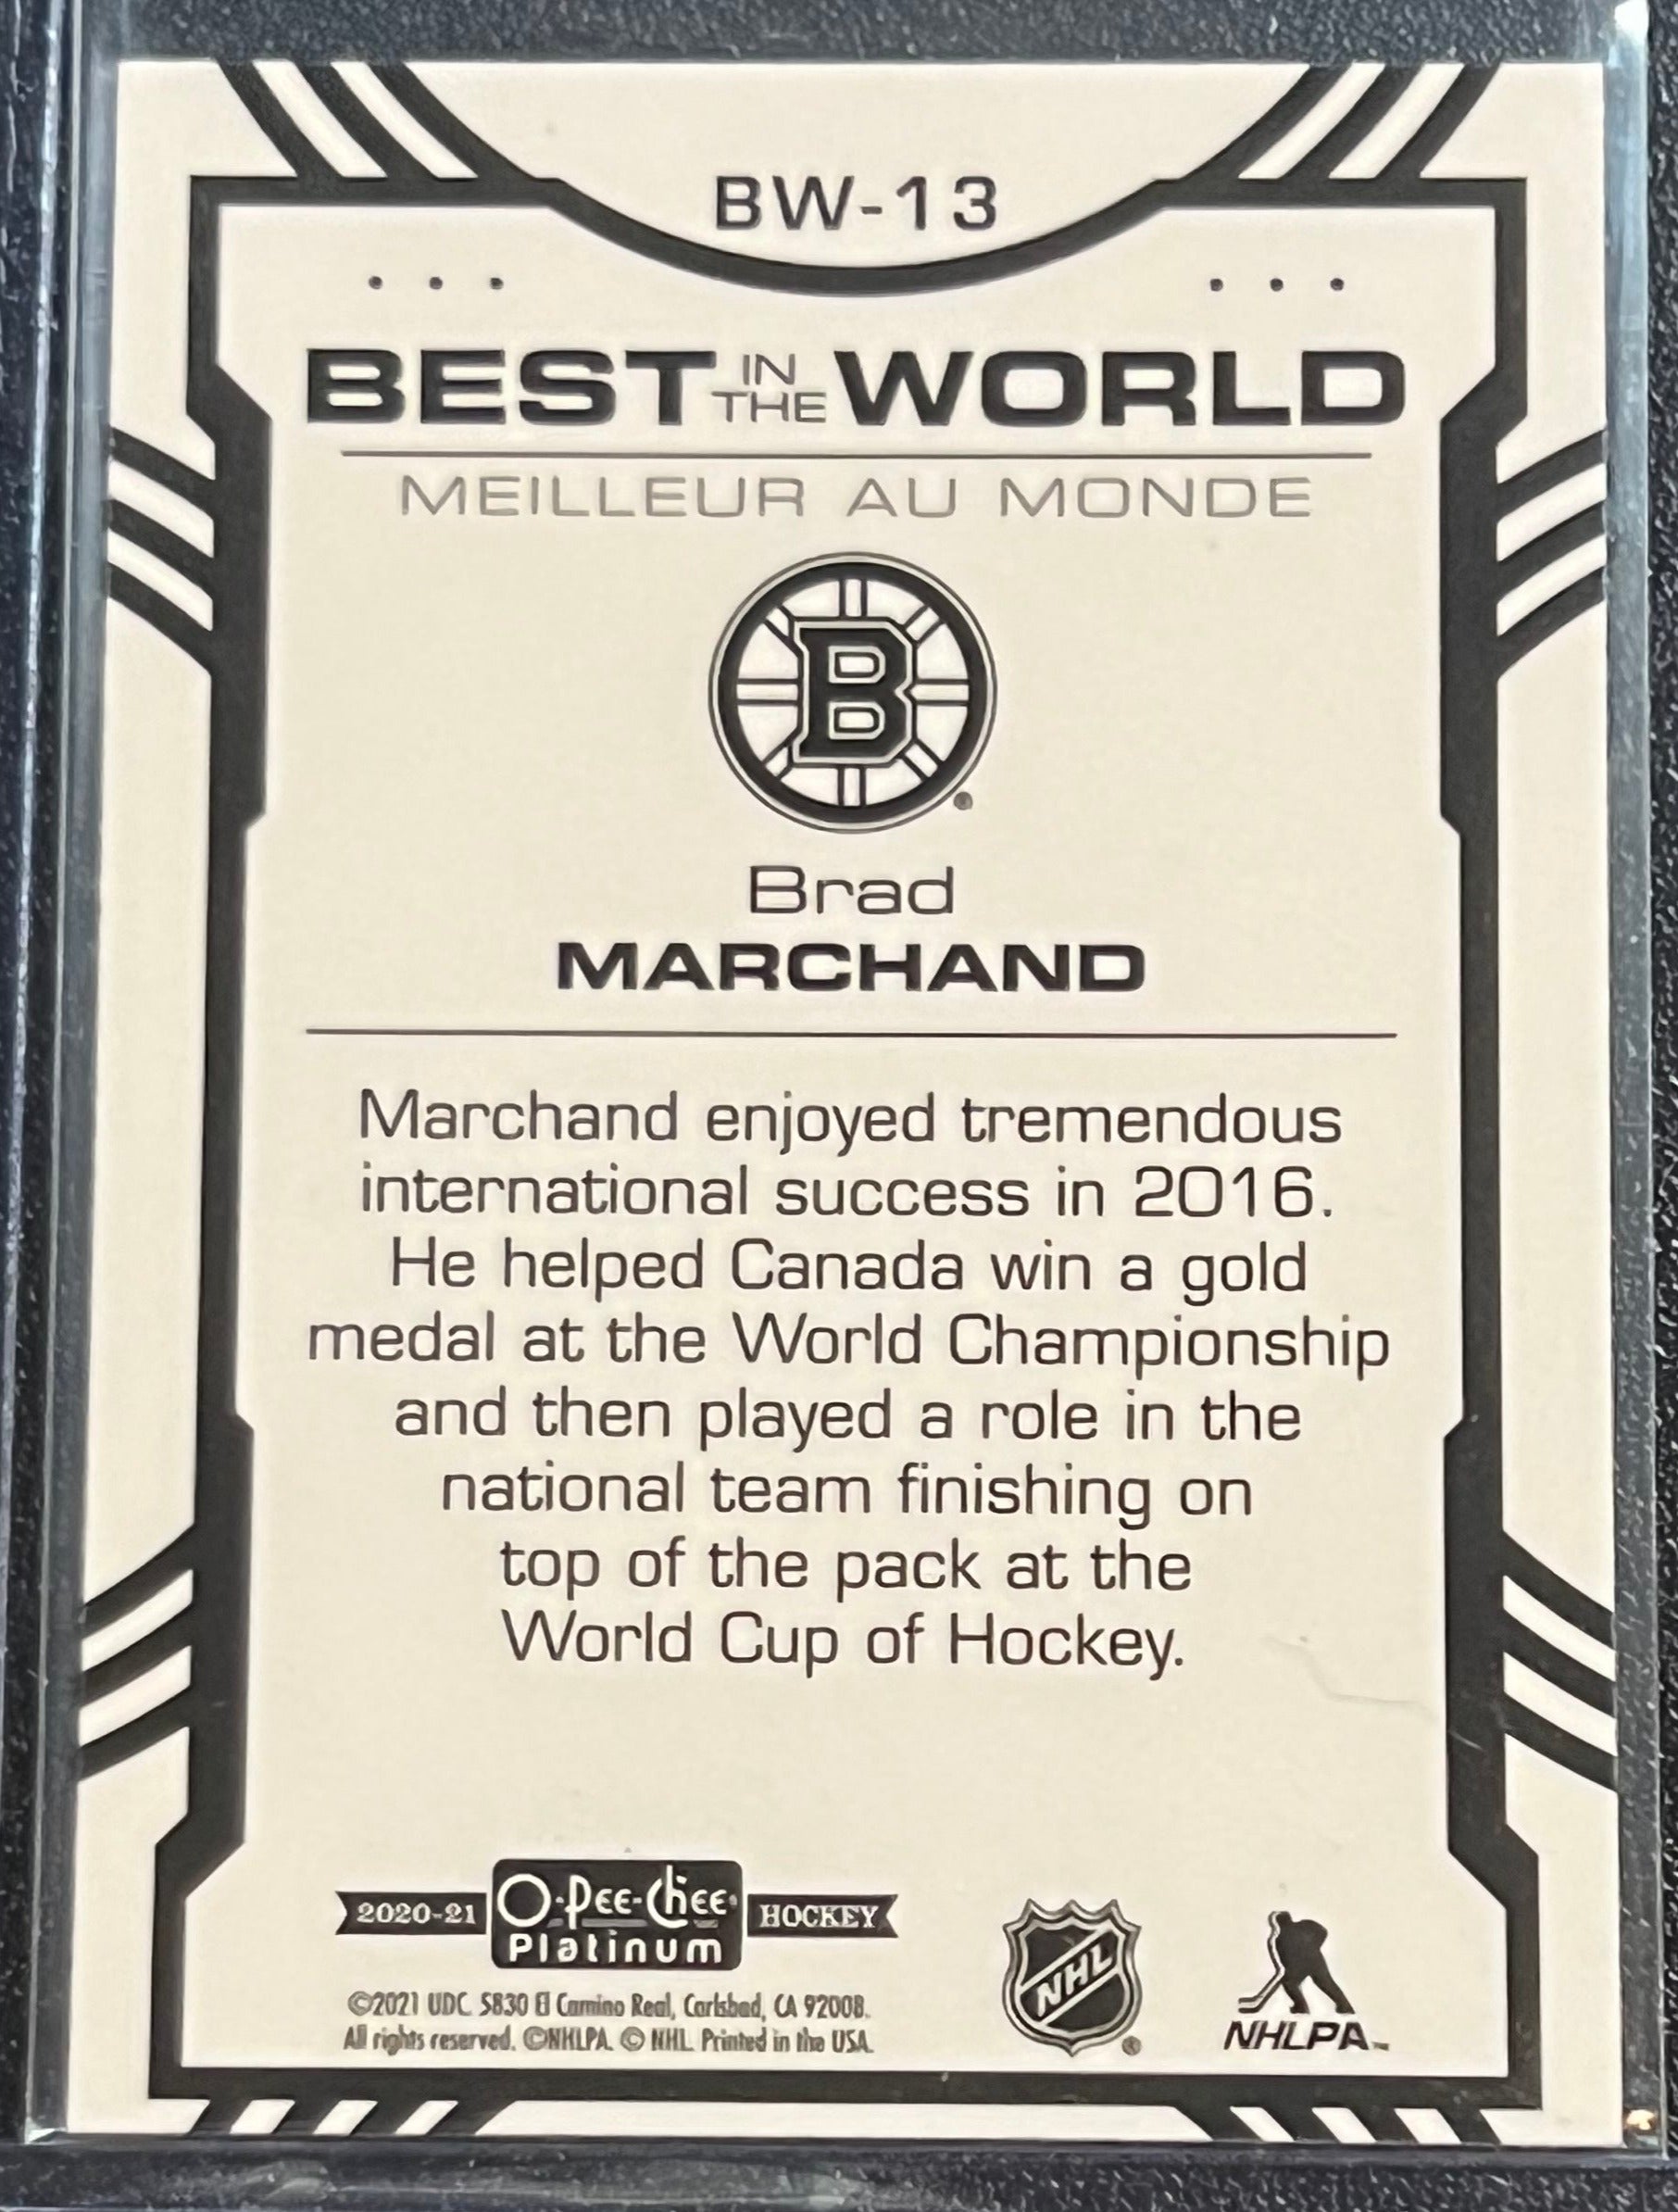 BW-13
BEST IN THE WORLD
MEILLEUR AU MONDE
B
Brad
MARCHAND
Marchand enjoyed tremendous
international success in 2016.
He helped Canada win a gold
medal at the World Championship
and then played a role in the
national team finishing on
top of the pack at the
World Cup of Hockey.
2020-21 O-Pee-Chee Platinum HOCKEY
©2021 UDC. 5830 El Camino Real, Carlsbad, CA 92008.
All rights reserved. ©NHLPA. © NHL. Printed in the USA.
NHL
NHLPA